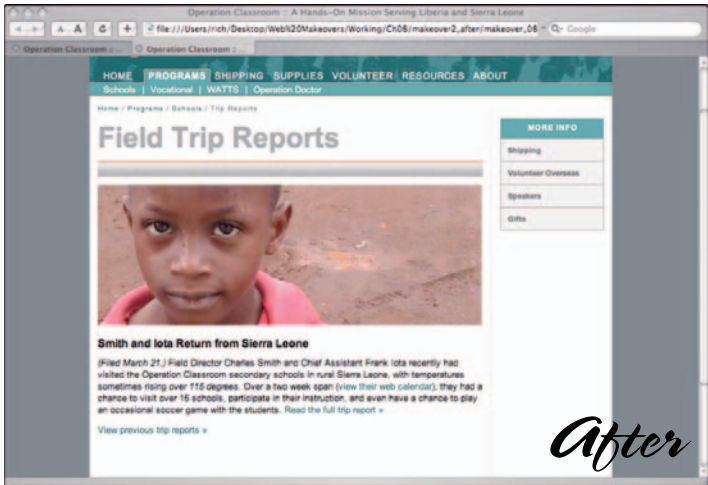 Operation Classroom :: A Hands-On Mission Serving Liberia and Sierra Leone
A A C + file:///Users/rich/Desktop/Web%20Makeovers/Working/Ch06/makeover2_after/makeover_06 Q- Google
Operation Classroom :: ... Operation Classroom :: ...
HOME PROGRAMS SHIPPING SUPPLIES VOLUNTEER RESOURCES ABOUT
Schools | Vocational | WATTS | Operation Doctor
Home / Programs / Schools / Trip Reports
Field Trip Reports
MORE INFO
Shipping
Volunteer Overseas
Speakers
Gifts
Smith and Iota Return from Sierra Leone
(Filed March 21.) Field Director Charles Smith and Chief Assistant Frank Iota recently had
visited the Operation Classroom secondary schools in rural Sierra Leone, with temperatures
sometimes rising over 115 degrees. Over a two week span (view their web calendar), they had a
chance to visit over 16 schools, participate in their instruction, and even have a chance to play
an occasional soccer game with the students. Read the full trip report »
View previous trip reports »
After